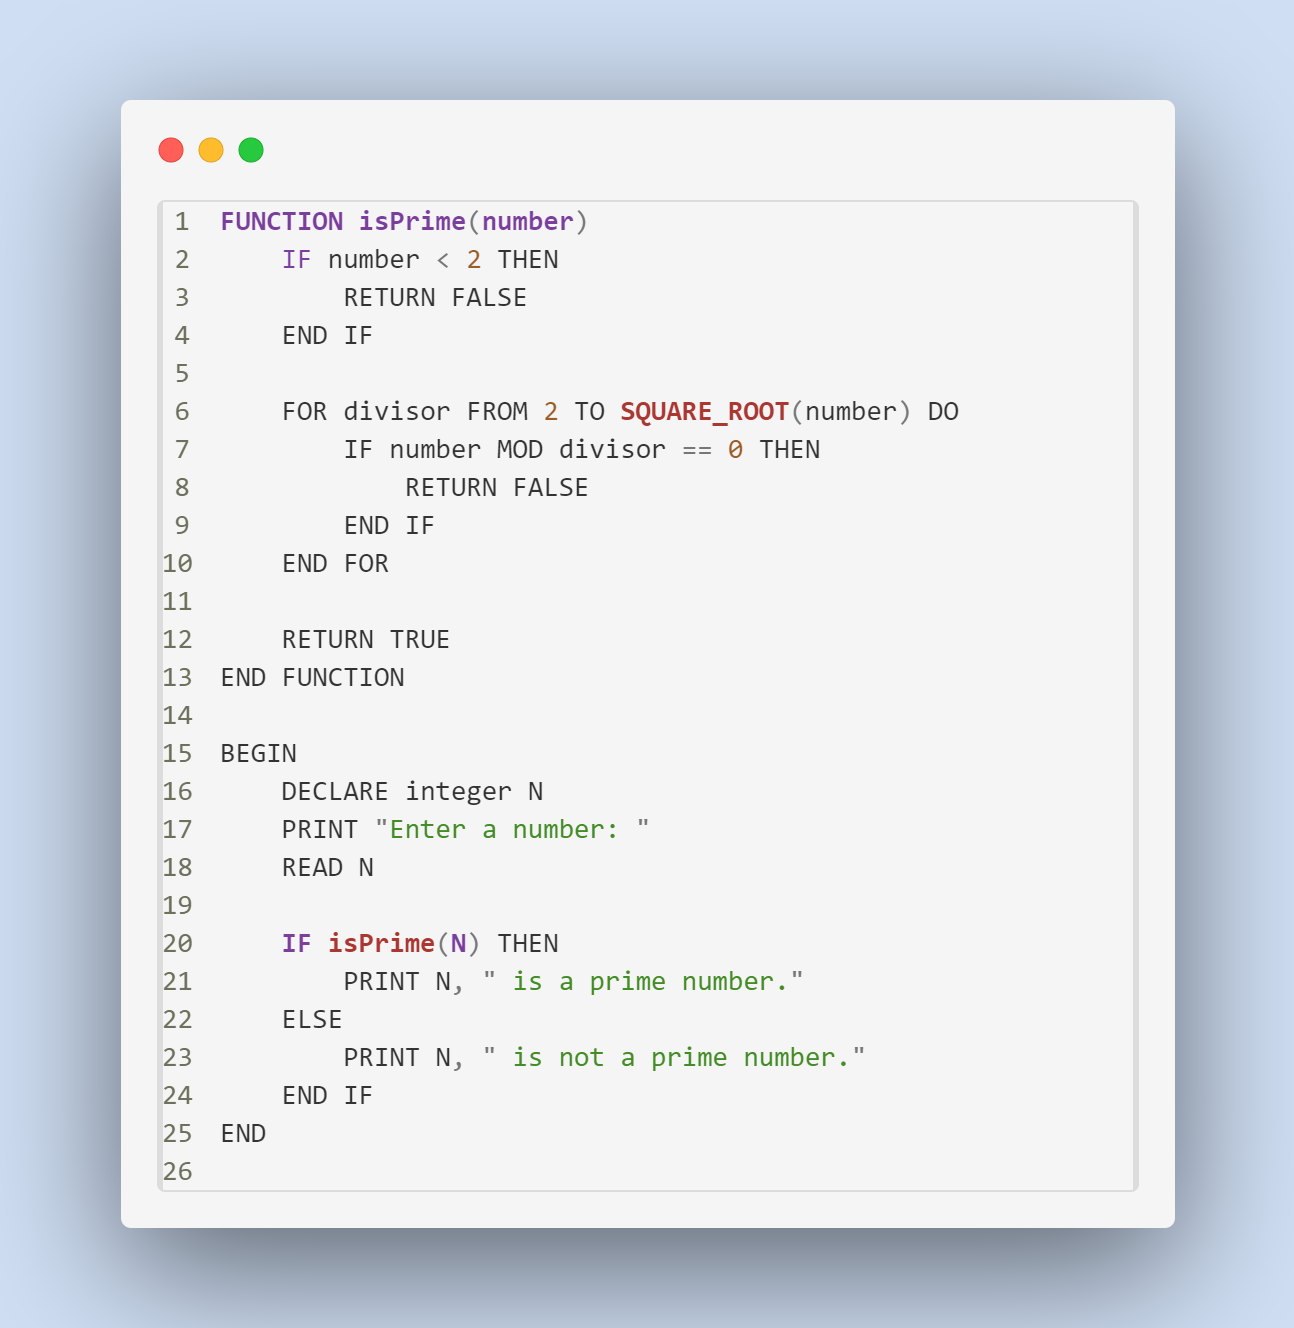 1 FUNCTION isPrime(number)
2     IF number < 2 THEN
3         RETURN FALSE
4     END IF
5
6     FOR divisor FROM 2 TO SQUARE_ROOT(number) DO
7         IF number MOD divisor == 0 THEN
8             RETURN FALSE
9         END IF
10     END FOR
11
12     RETURN TRUE
13 END FUNCTION
14
15 BEGIN
16     DECLARE integer N
17     PRINT "Enter a number: "
18     READ N
19
20     IF isPrime(N) THEN
21         PRINT N, " is a prime number."
22     ELSE
23         PRINT N, " is not a prime number."
24     END IF
25 END
26